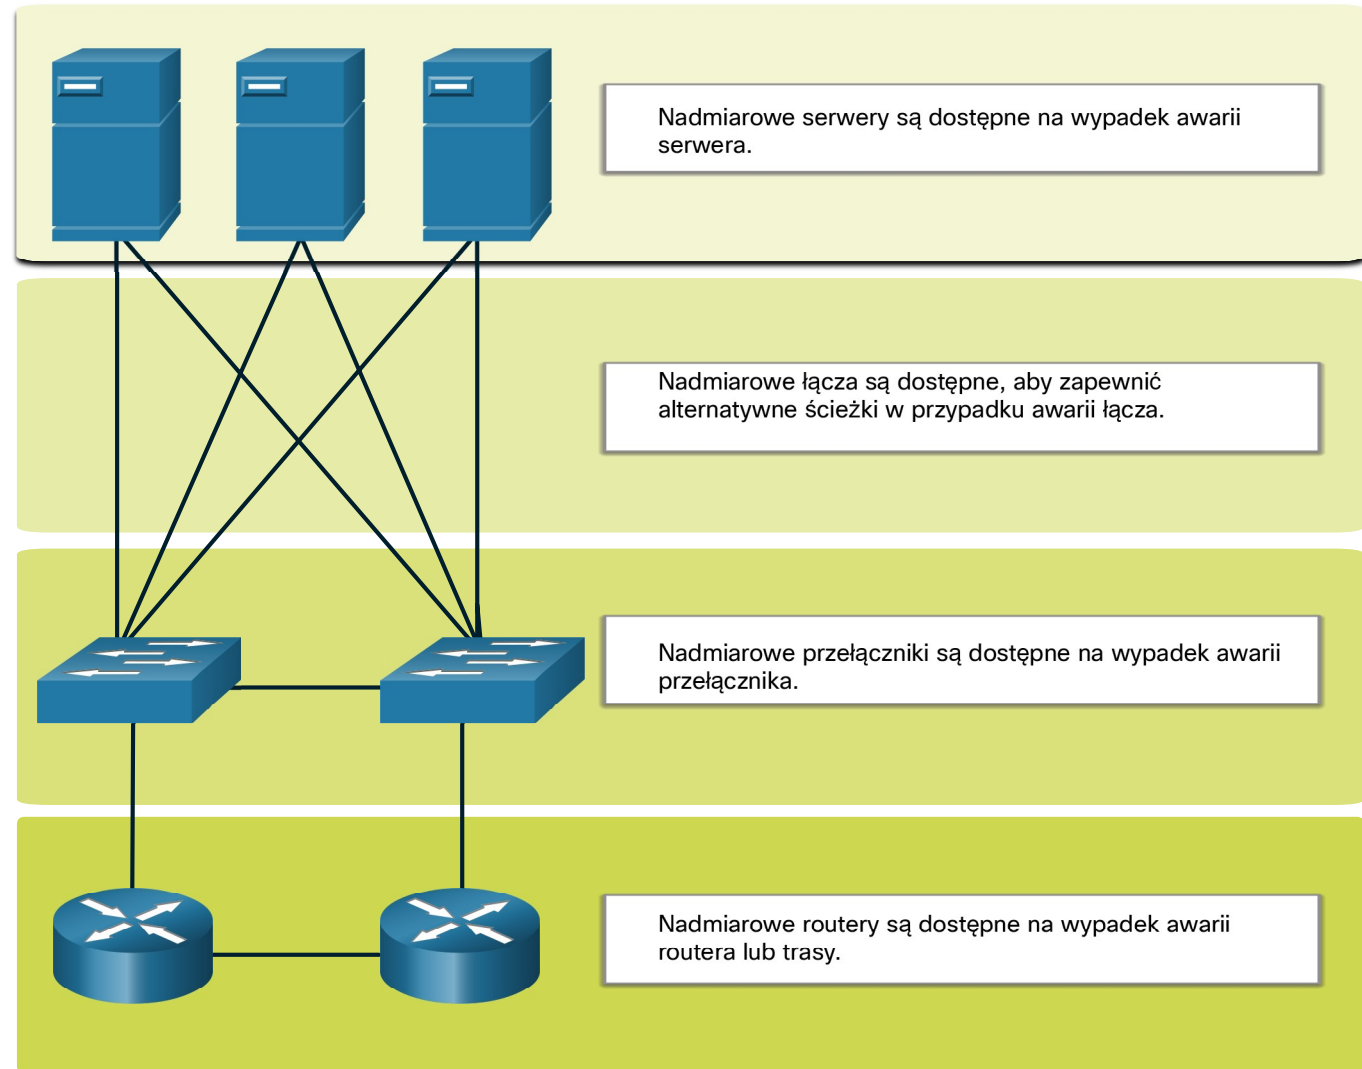 Nadmiarowe serwery są dostępne na wypadek awarii
serwera.
Nadmiarowe łącza są dostępne, aby zapewnić
alternatywne ścieżki w przypadku awarii łącza.
Nadmiarowe przełączniki są dostępne na wypadek awarii
przełącznika.
Nadmiarowe routery są dostępne na wypadek awarii
routera lub trasy.